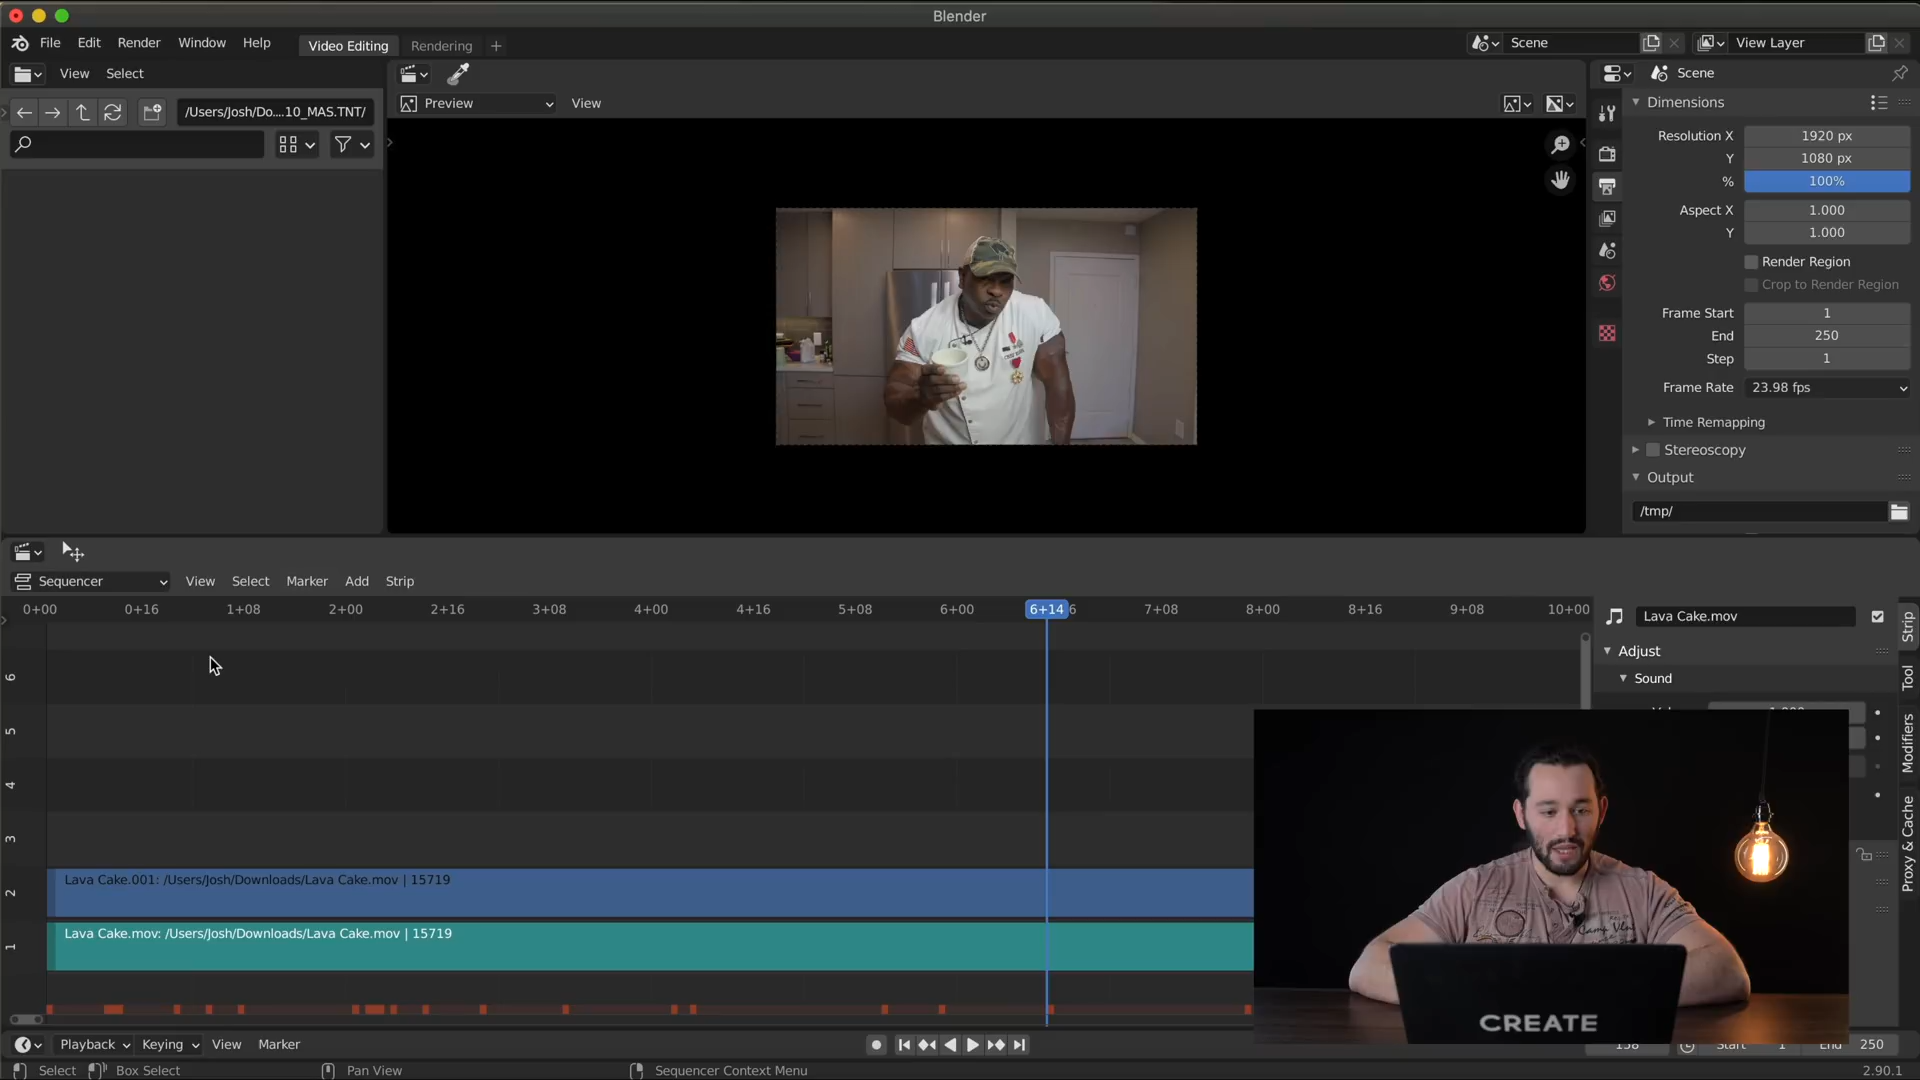 Blender
File Edit Render Window Help Video Editing Rendering + Scene View Layer
View Select Scene
/Users/Josh/Do....10_MAS.TNT/
Preview View
Dimensions
Resolution X 1920 px
Y 1080 px
% 100%
Aspect X 1.000
Y 1.000
Render Region
Crop to Render Region
Frame Start 1
End 250
Step 1
Frame Rate 23.98 fps
Time Remapping
Stereoscopy
Output
/tmp/
Sequencer View Select Marker Add Strip
0+00 0+16 1+08 2+00 2+16 3+08 4+00 4+16 5+08 6+00 6+14 6 7+08 8+00 8+16 9+08 10+00
Lava Cake.mov
Adjust
Sound
Strip
Tool
Modifiers
Proxy & Cache
6
5
4
3
2
Lava Cake.001: /Users/Josh/Downloads/Lava Cake.mov | 15719
1
Lava Cake.mov: /Users/Josh/Downloads/Lava Cake.mov | 15719
CREATE
Playback Keying View Marker
Start 1 End 250
Select Box Select Pan View Sequencer Context Menu 2.90.1